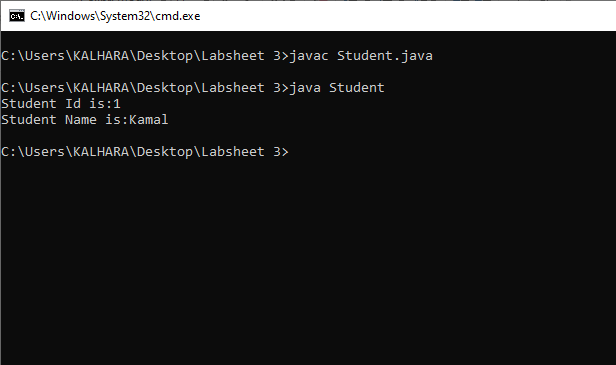 C:\Windows\System32\cmd.exe
C:\Users\KALHARA\Desktop\Labsheet 3>javac Student.java
C:\Users\KALHARA\Desktop\Labsheet 3>java Student
Student Id is:1
Student Name is:Kamal
C:\Users\KALHARA\Desktop\Labsheet 3>